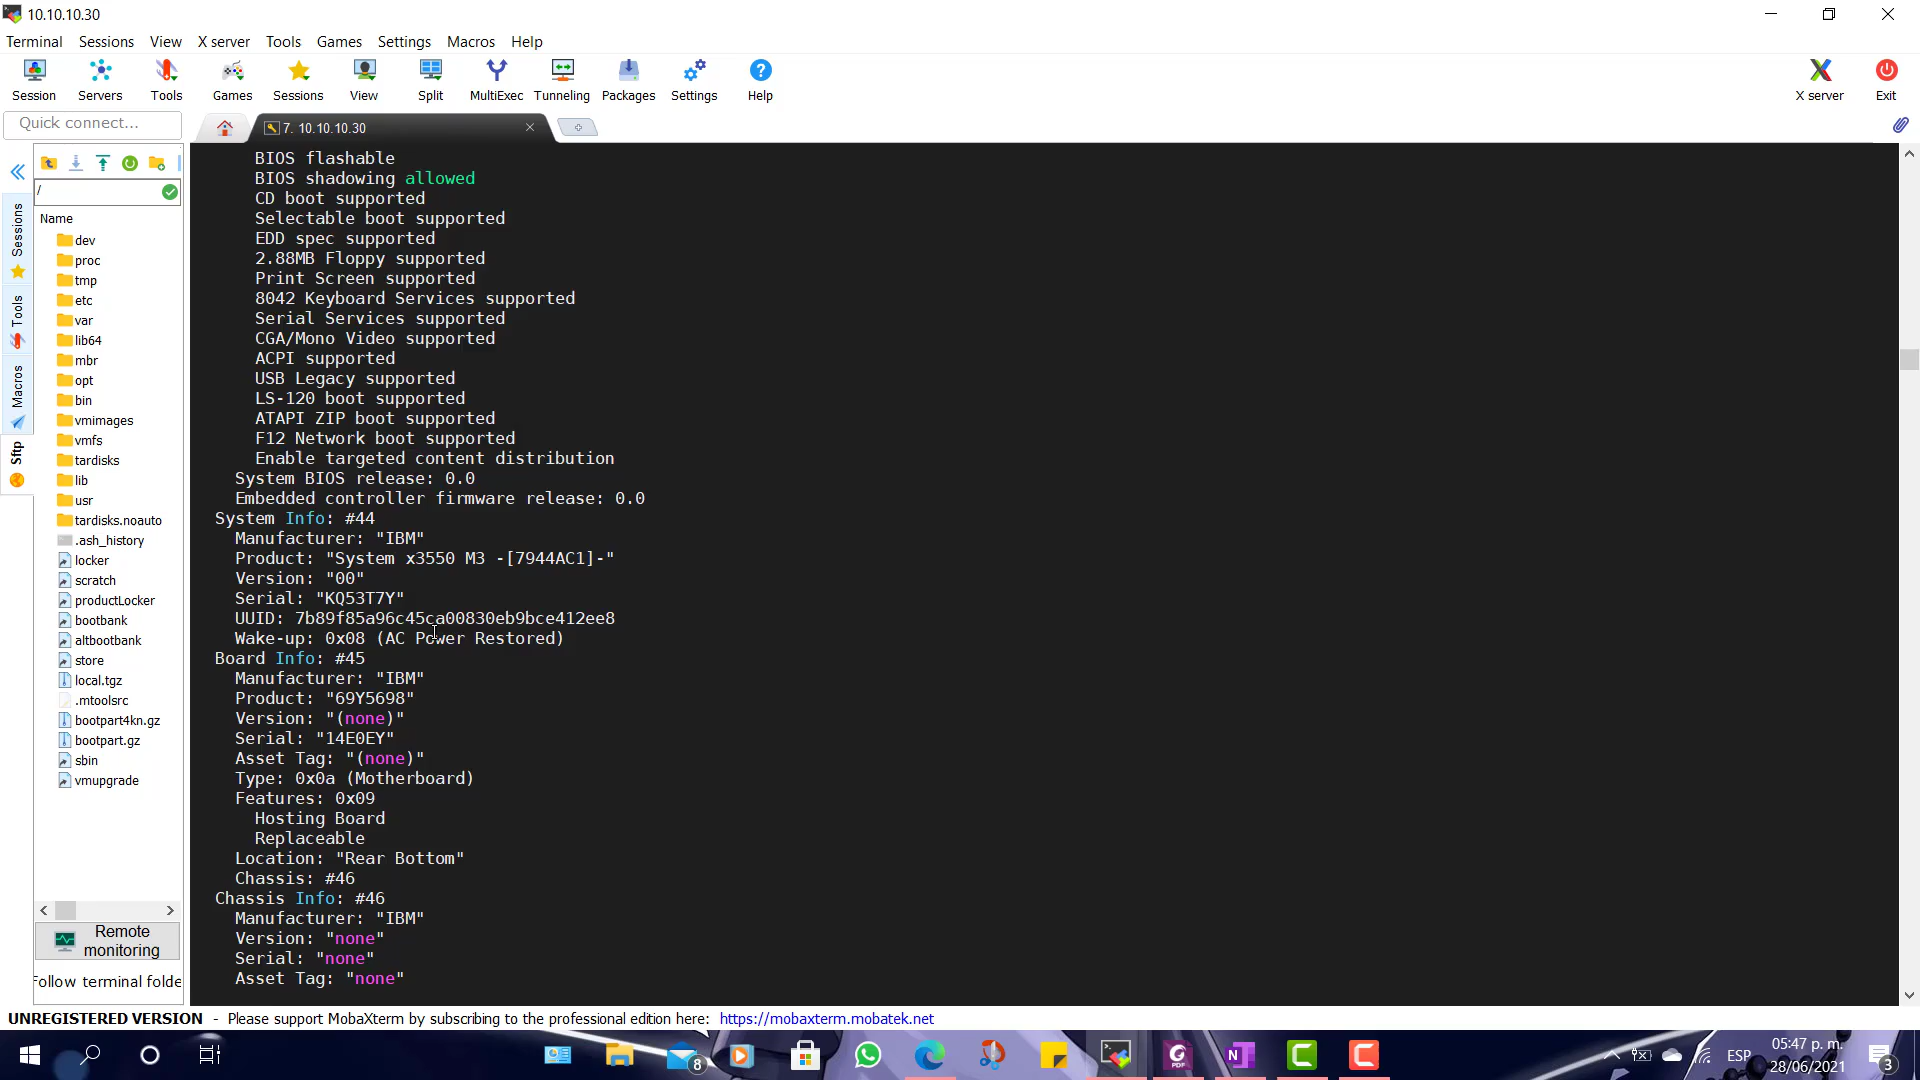 10.10.10.30
Terminal Sessions View X server Tools Games Settings Macros Help
Session Servers Tools Games Sessions View Split MultiExec Tunneling Packages Settings Help X server Exit
Quick connect...
7. 10.10.10.30
/
Name
dev
proc
tmp
etc
var
lib64
mbr
opt
bin
vmimages
vmfs
tardisks
lib
usr
tardisks.noauto
.ash_history
locker
scratch
productLocker
bootbank
altbootbank
store
local.tgz
.mtoolsrc
bootpart4kn.gz
bootpart.gz
sbin
vmupgrade
Sessions
Tools
Macros
Sftp
Remote
monitoring
Follow terminal folde
BIOS flashable
BIOS shadowing allowed
CD boot supported
Selectable boot supported
EDD spec supported
2.88MB Floppy supported
Print Screen supported
8042 Keyboard Services supported
Serial Services supported
CGA/Mono Video supported
ACPI supported
USB Legacy supported
LS-120 boot supported
ATAPI ZIP boot supported
F12 Network boot supported
Enable targeted content distribution
System BIOS release: 0.0
Embedded controller firmware release: 0.0
System Info: #44
Manufacturer: "IBM"
Product: "System x3550 M3 -[7944AC1]-"
Version: "00"
Serial: "KQ53T7Y"
UUID: 7b89f85a96c45ca00830eb9bce412ee8
Wake-up: 0x08 (AC Power Restored)
Board Info: #45
Manufacturer: "IBM"
Product: "69Y5698"
Version: "(none)"
Serial: "14E0EY"
Asset Tag: "(none)"
Type: 0x0a (Motherboard)
Features: 0x09
Hosting Board
Replaceable
Location: "Rear Bottom"
Chassis: #46
Chassis Info: #46
Manufacturer: "IBM"
Version: "none"
Serial: "none"
Asset Tag: "none"
UNREGISTERED VERSION - Please support MobaXterm by subscribing to the professional edition here: https://mobaxterm.mobatek.net
8
PDF
N
ESP
05:47 p. m.
28/06/2021
3